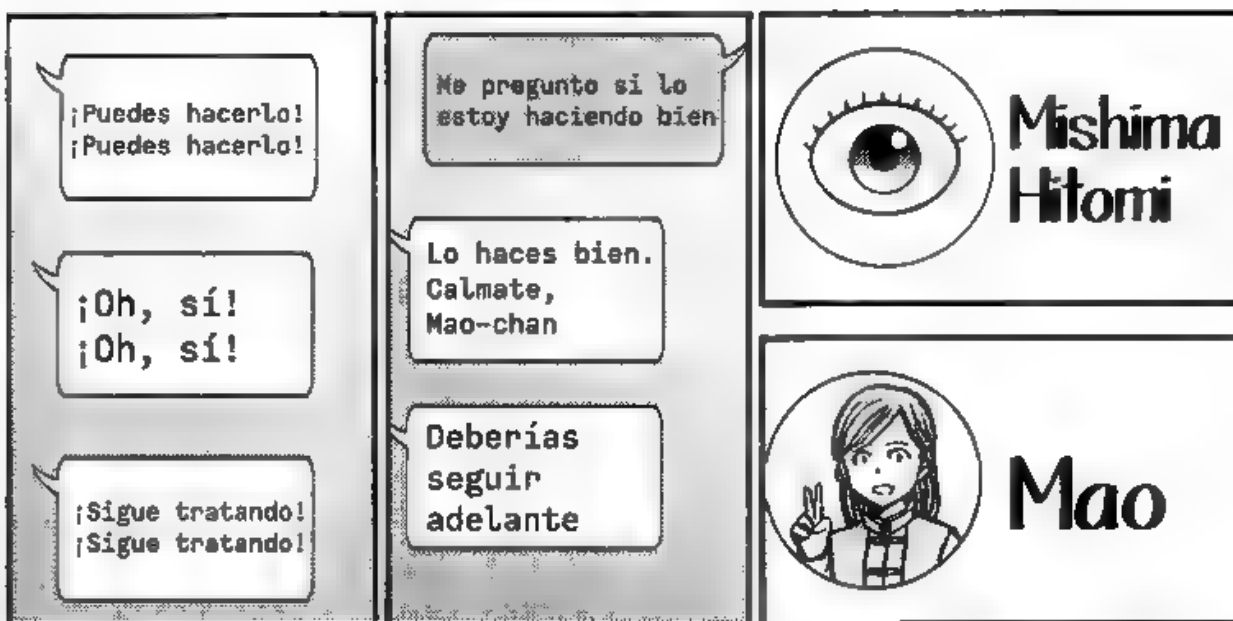 ¡Puedes hacerlo!
¡Puedes hacerlo!
¡Oh, sí!
¡Oh, sí!
¡Sigue tratando!
¡Sigue tratando!
Me pregunto si lo
estoy haciendo bien
Lo haces bien.
Calmate,
Mao-chan
Deberías
seguir
adelante
Mishima
Hitomi
Mao